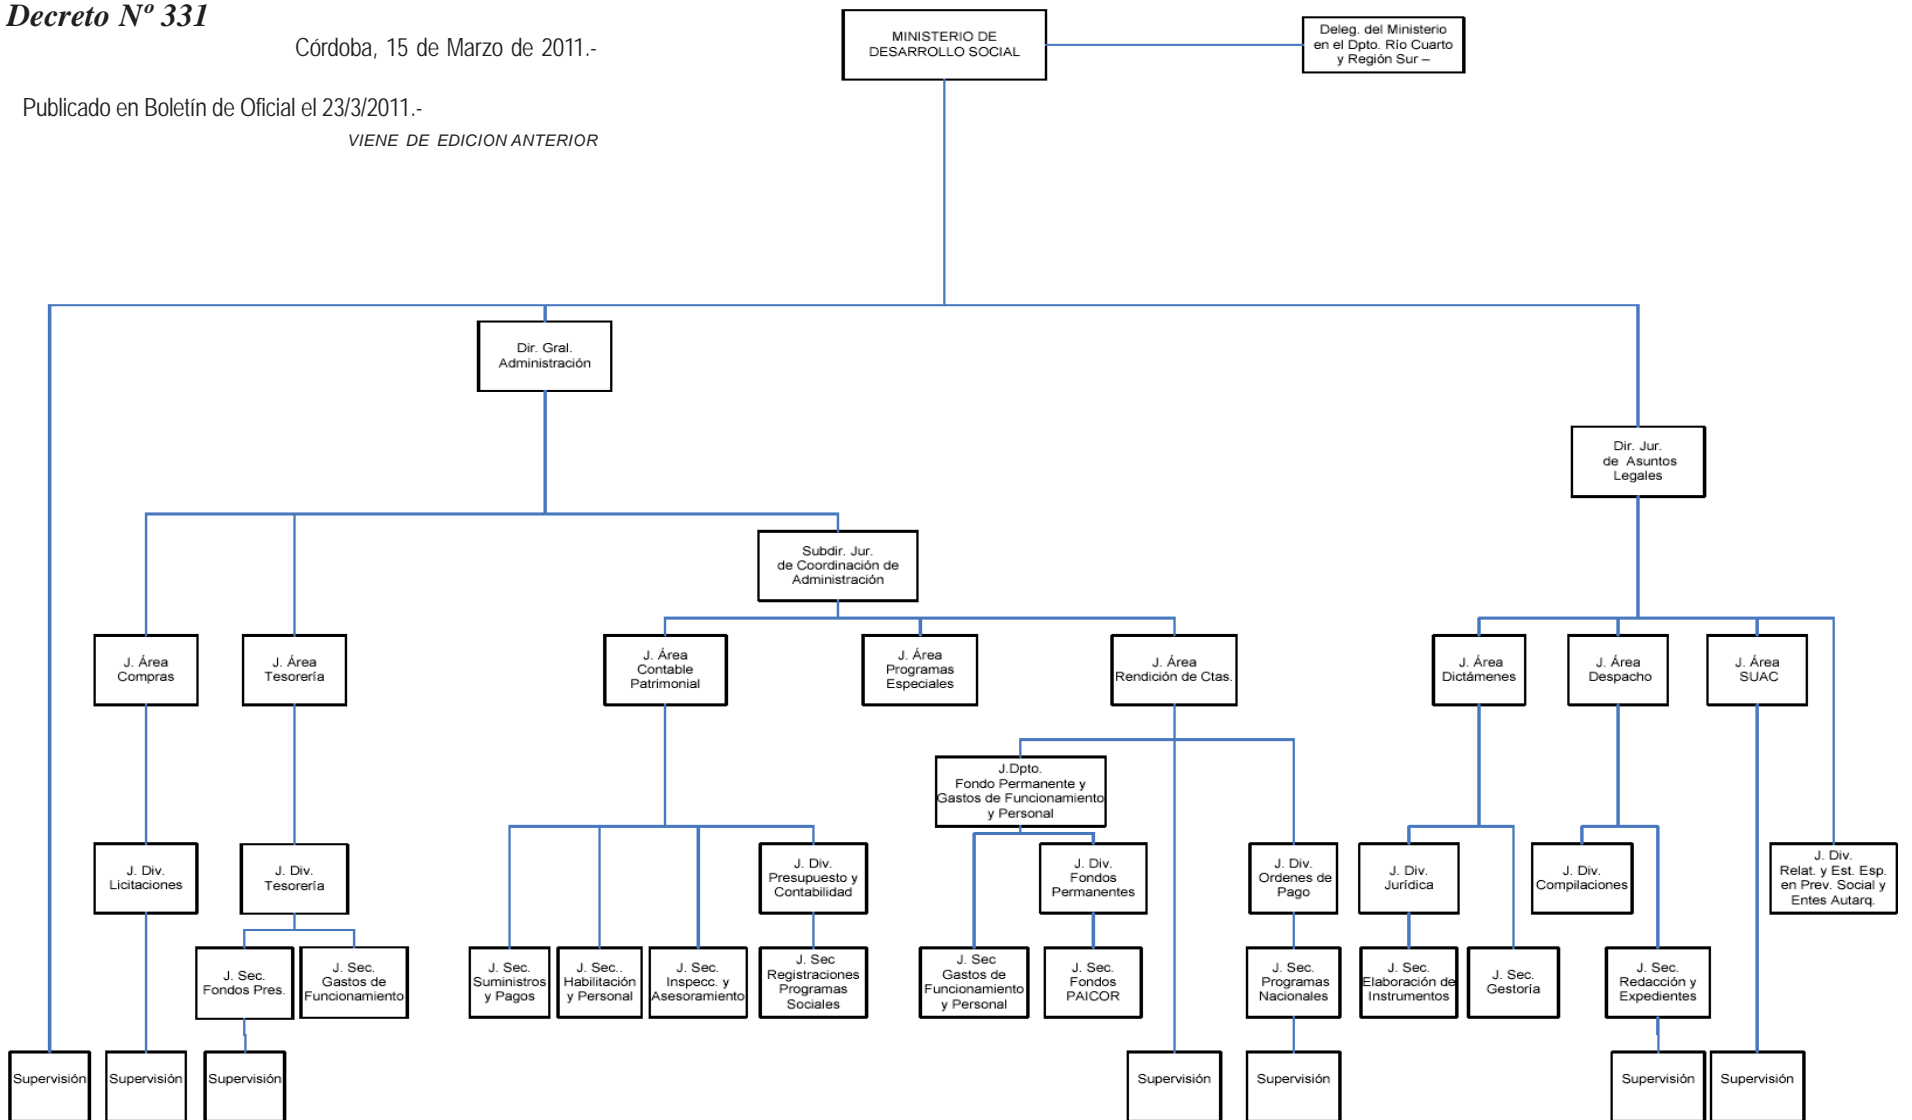 Decreto Nº 331
Córdoba, 15 de Marzo de 2011.-
Publicado en Boletín de Oficial el 23/3/2011.-
VIENE DE EDICION ANTERIOR
MINISTERIO DE
DESARROLLO SOCIAL
Deleg. del Ministerio
en el Dpto. Río Cuarto
y Región Sur –
Dir. Gral.
Administración
Dir. Jur.
de Asuntos
Legales
Subdir. Jur.
de Coordinación de
Administración
J. Área
Compras
J. Área
Tesorería
J. Área
Contable
Patrimonial
J. Área
Programas
Especiales
J. Área
Rendición de Ctas.
J. Área
Dictámenes
J. Área
Despacho
J. Área
SUAC
J.Dpto.
Fondo Permanente y
Gastos de Funcionamiento
y Personal
J. Div.
Licitaciones
J. Div.
Tesorería
J. Div.
Presupuesto y
Contabilidad
J. Div.
Fondos
Permanentes
J. Div.
Ordenes de
Pago
J. Div.
Jurídica
J. Div.
Compilaciones
J. Div.
Relat. y Est. Esp.
en Prev. Social y
Entes Autarq.
J. Sec.
Fondos Pres.
J. Sec.
Gastos de
Funcionamiento
J. Sec.
Suministros
y Pagos
J. Sec..
Habilitación
y Personal
J. Sec.
Inspecc. y
Asesoramiento
J. Sec
Registraciones
Programas
Sociales
J. Sec
Gastos de
Funcionamiento
y Personal
J. Sec.
Fondos
PAICOR
J. Sec.
Programas
Nacionales
J. Sec.
Elaboración de
Instrumentos
J. Sec.
Gestoría
J. Sec.
Redacción y
Expedientes
Supervisión
Supervisión
Supervisión
Supervisión
Supervisión
Supervisión
Supervisión